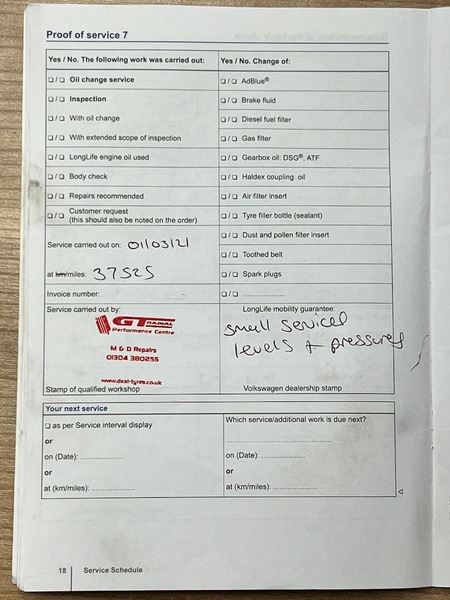 Proof of service 7
Yes / No. The following work was carried out:
❑ / ❑ Oil change service
❑ / ❑ Inspection
❑ / ❑ With oil change
❑ / ❑ With extended scope of inspection
❑ / ❑ LongLife engine oil used
❑ / ❑ Body check
❑ / ❑ Repairs recommended
❑ / ❑ Customer request
(this should also be noted on the order)
Service carried out on: 01/03/21
at km/miles: 37525
Invoice number:
Yes / No. Change of:
❑ / ❑ AdBlue®
❑ / ❑ Brake fluid
❑ / ❑ Diesel fuel filter
❑ / ❑ Gas filter
❑ / ❑ Gearbox oil: DSG®, ATF
❑ / ❑ Haldex coupling: oil
❑ / ❑ Air filter insert
❑ / ❑ Tyre filler bottle (sealant)
❑ / ❑ Dust and pollen filter insert
❑ / ❑ Toothed belt
❑ / ❑ Spark plugs
❑ / ❑ ....................
Service carried out by:
GT RADIAL
Performance Centre
M & D Repairs
01304 380255
www.deal-tyres.co.uk
Stamp of qualified workshop
LongLife mobility guarantee:
small service
levels + pressures
Volkswagen dealership stamp
Your next service
❑ as per Service interval display
or
on (Date): ....................
or
at (km/miles): ....................
Which service/additional work is due next?
....................
on (Date): ....................
or
at (km/miles): ....................
18 Service Schedule